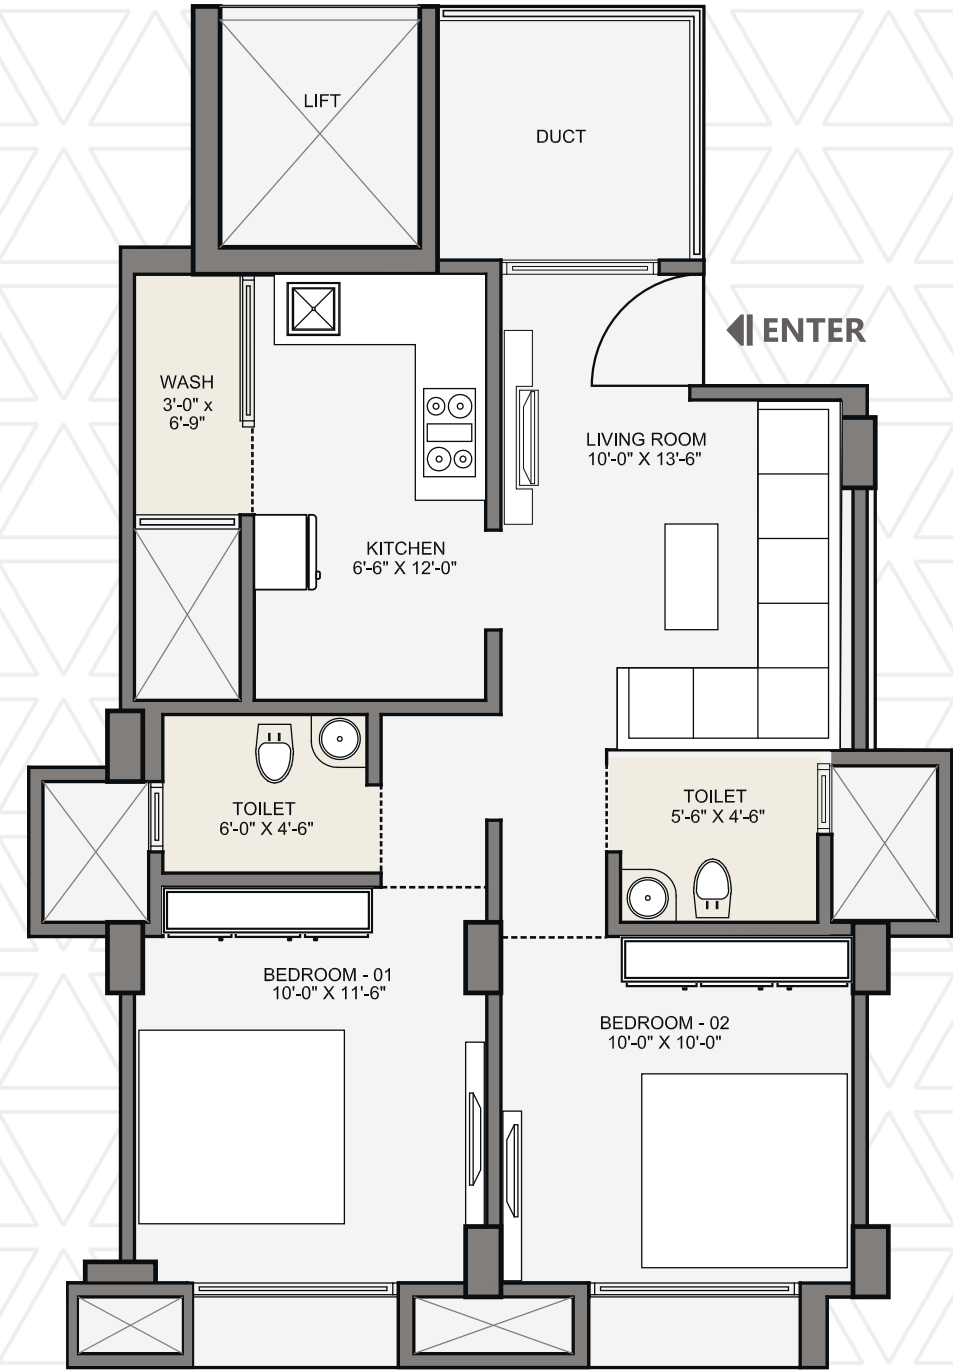 LIFT
DUCT
ENTER
WASH
3'-0" x
6'-9"
LIVING ROOM
10'-0" X 13'-6"
KITCHEN
6'-6" X 12'-0"
TOILET
6'-0" X 4'-6"
TOILET
5'-6" X 4'-6"
BEDROOM - 01
10'-0" X 11'-6"
BEDROOM - 02
10'-0" X 10'-0"